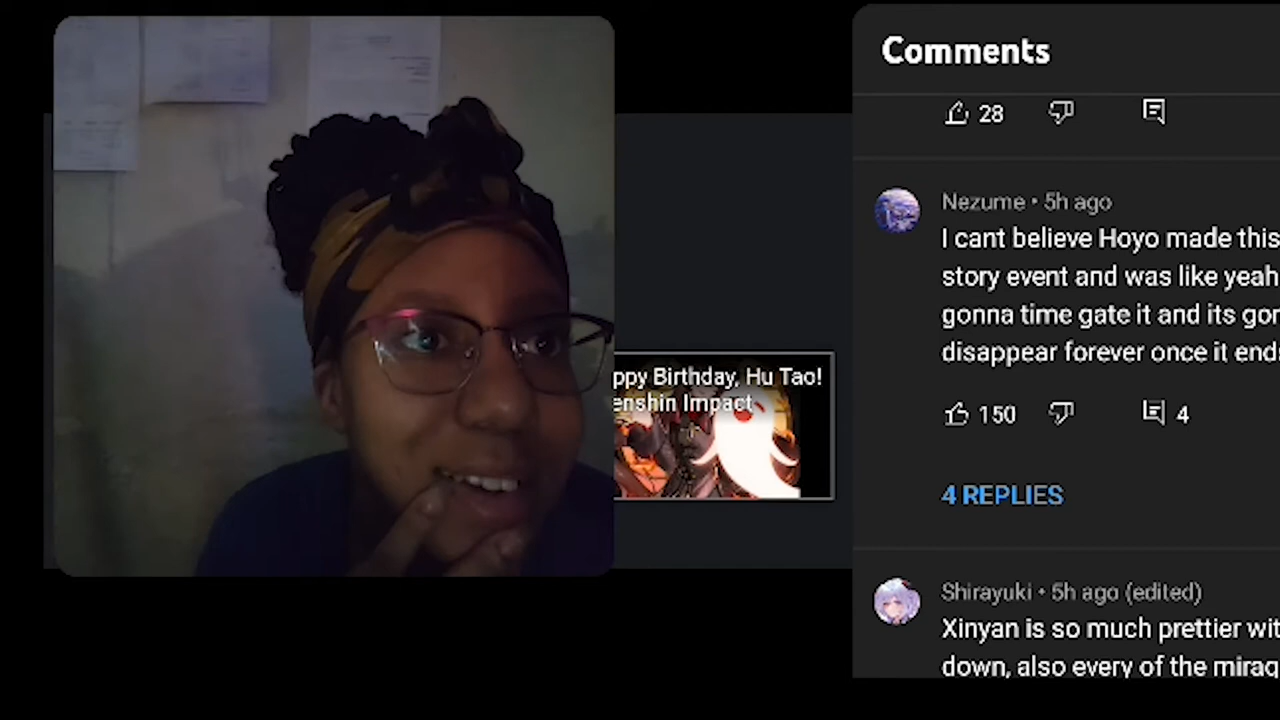 ppy Birthday, Hu Tao!
enshin Impact
Comments
28
Nezume • 5h ago
I cant believe Hoyo made this
story event and was like yeah
gonna time gate it and its gor
disappear forever once it end
150
4
4 REPLIES
Shirayuki • 5h ago (edited)
Xinyan is so much prettier wit
down, also every of the miraq